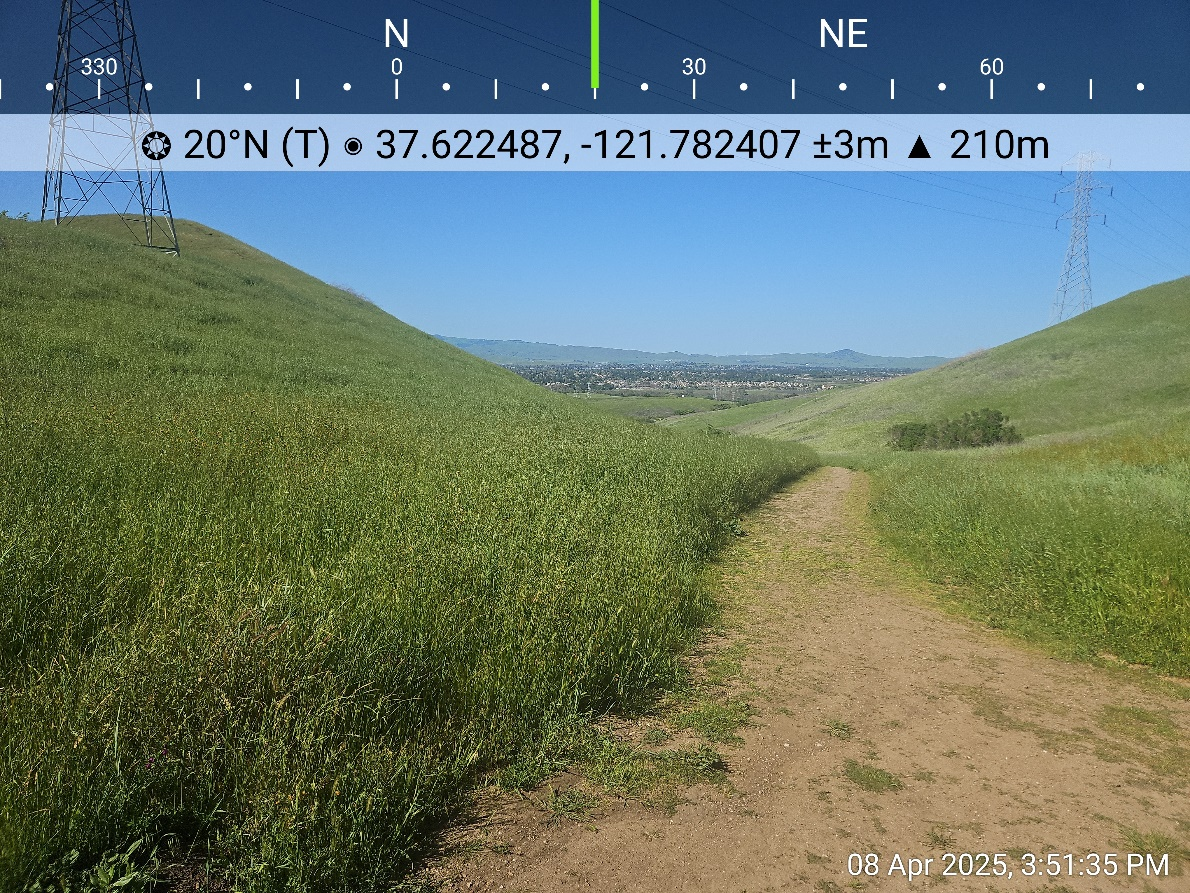 N NE
330 0 30 60
20°N (T) ◉ 37.622487, -121.782407 ±3m ▲ 210m
08 Apr 2025, 3:51:35 PM